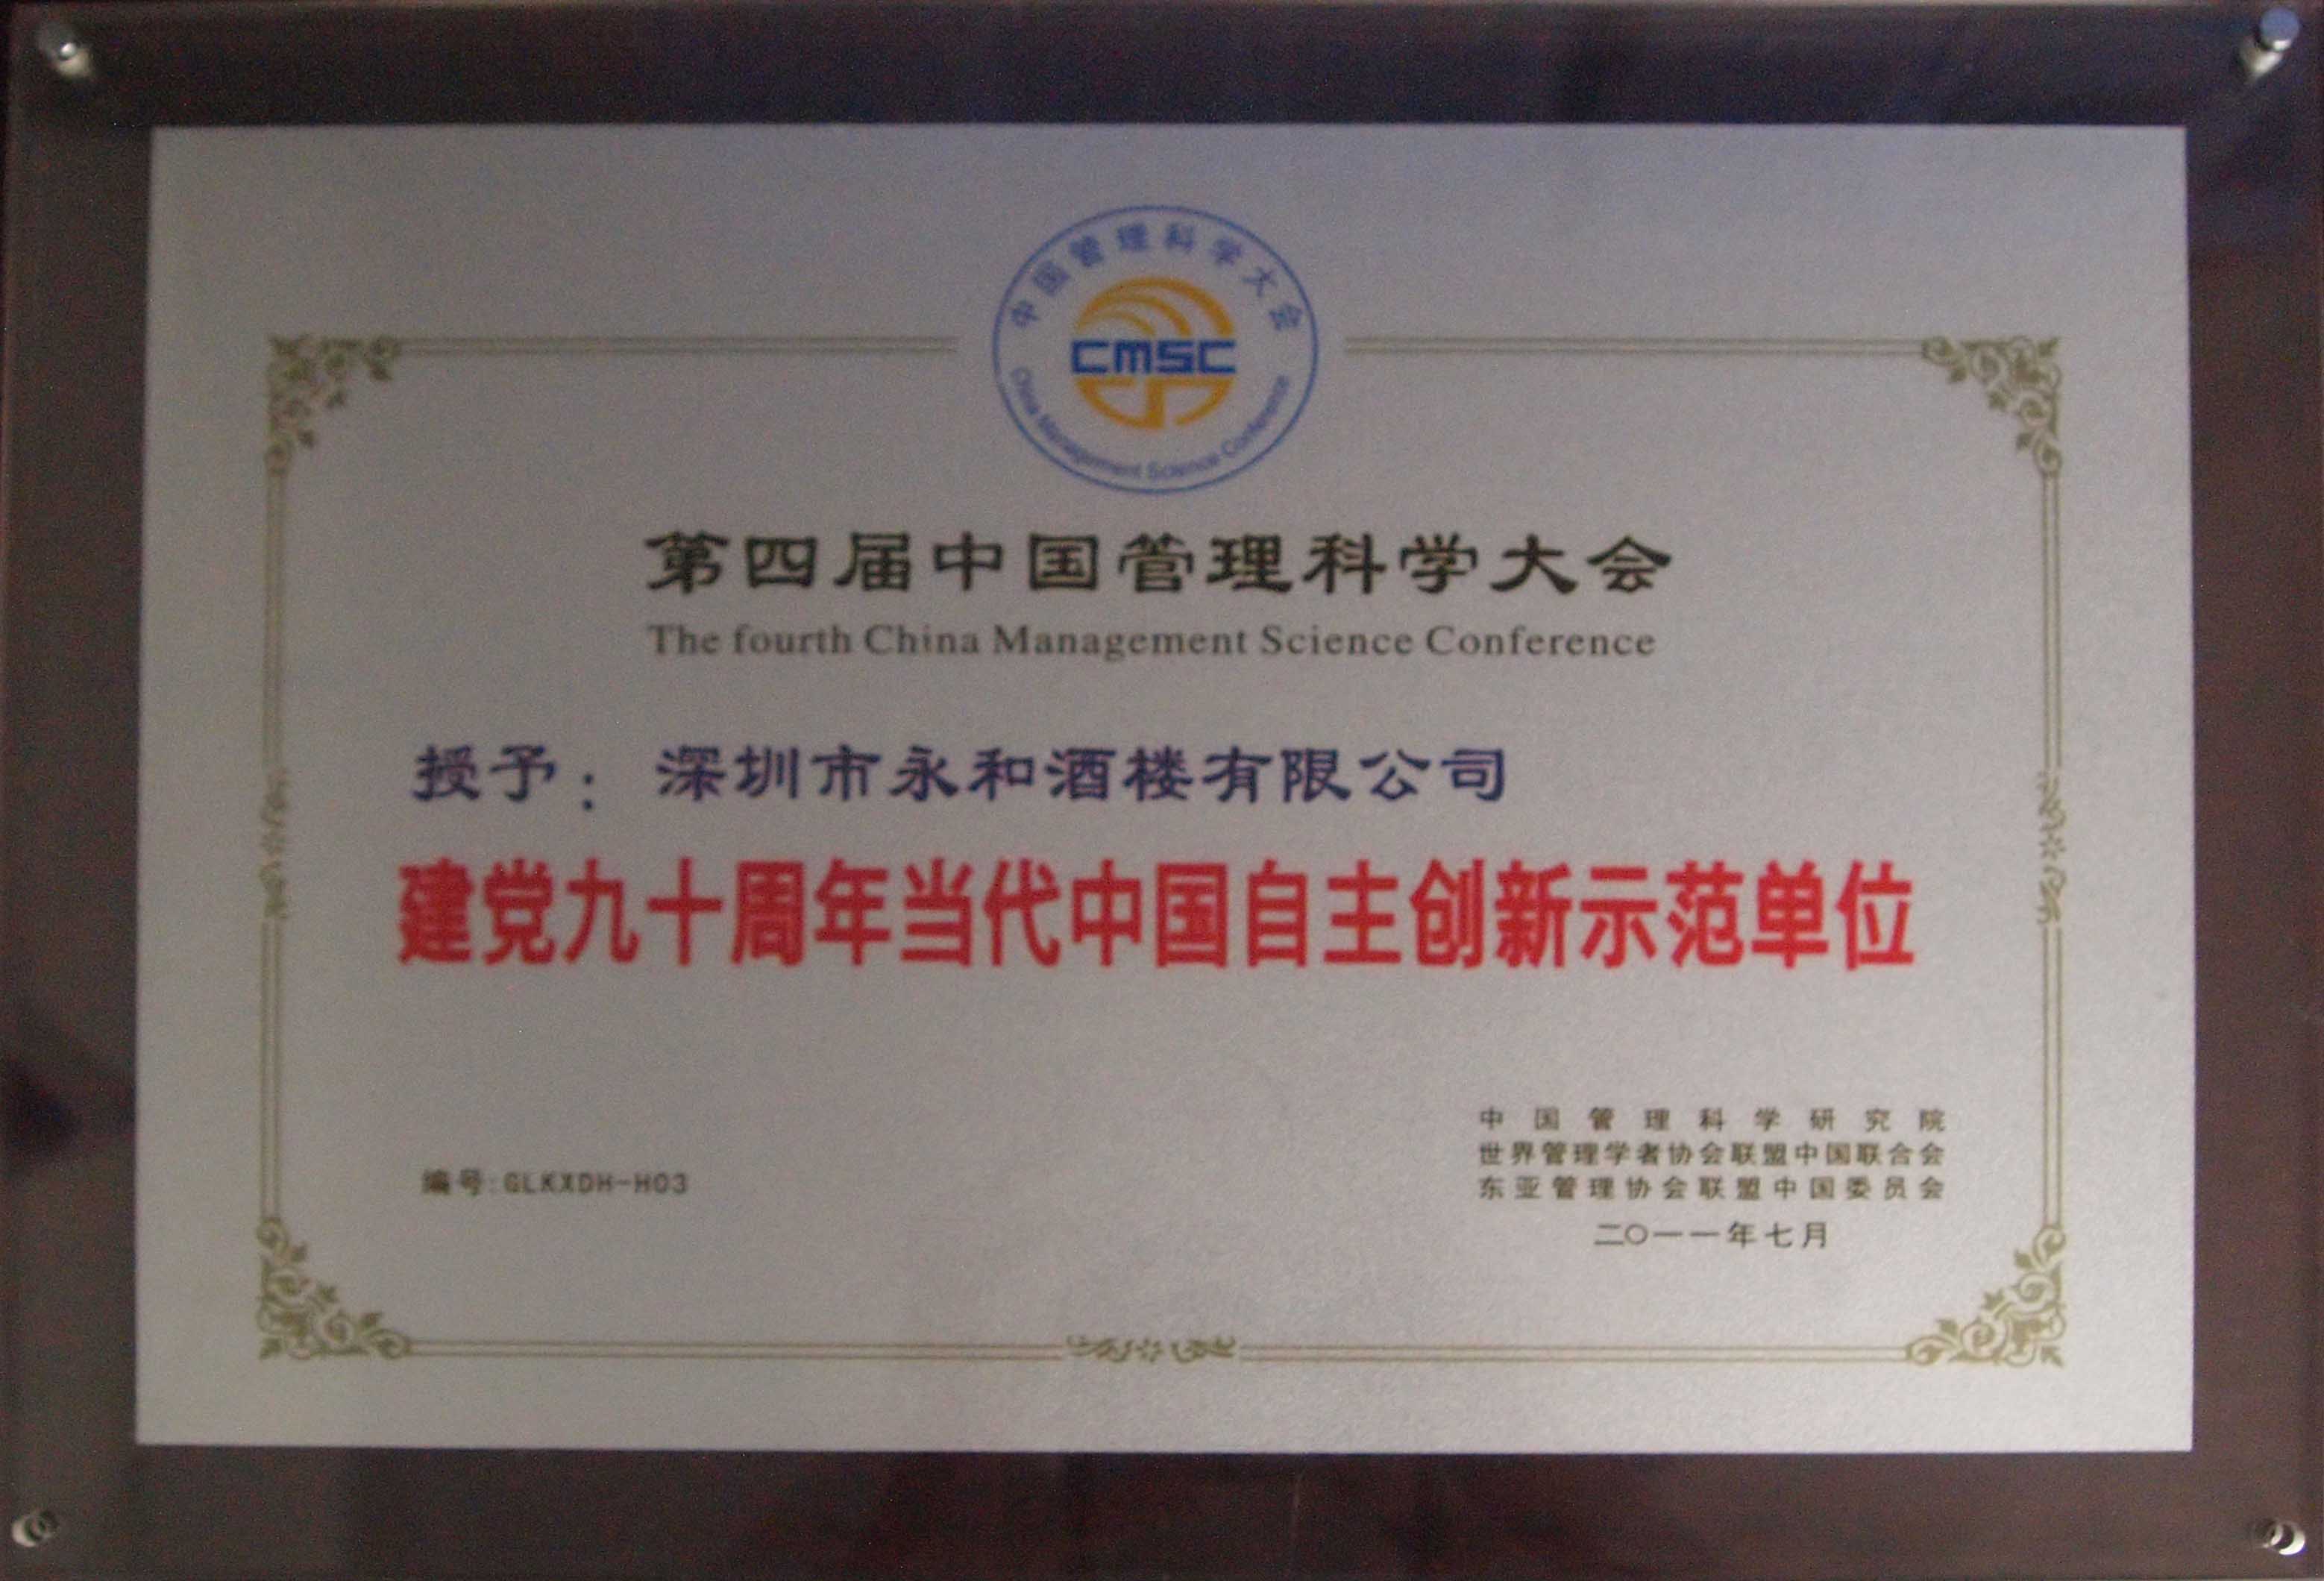 中国管理科学大会
CMSC
China Management Science Conference
第四届中国管理科学大会
The fourth China Management Science Conference
授予：深圳市永和酒楼有限公司
建党九十周年当代中国自主创新示范单位
中国管理科学研究院
世界管理学者协会联盟中国联合会
编号:GLKXDH-H03
东亚管理协会联盟中国委员会
二〇一一年七月